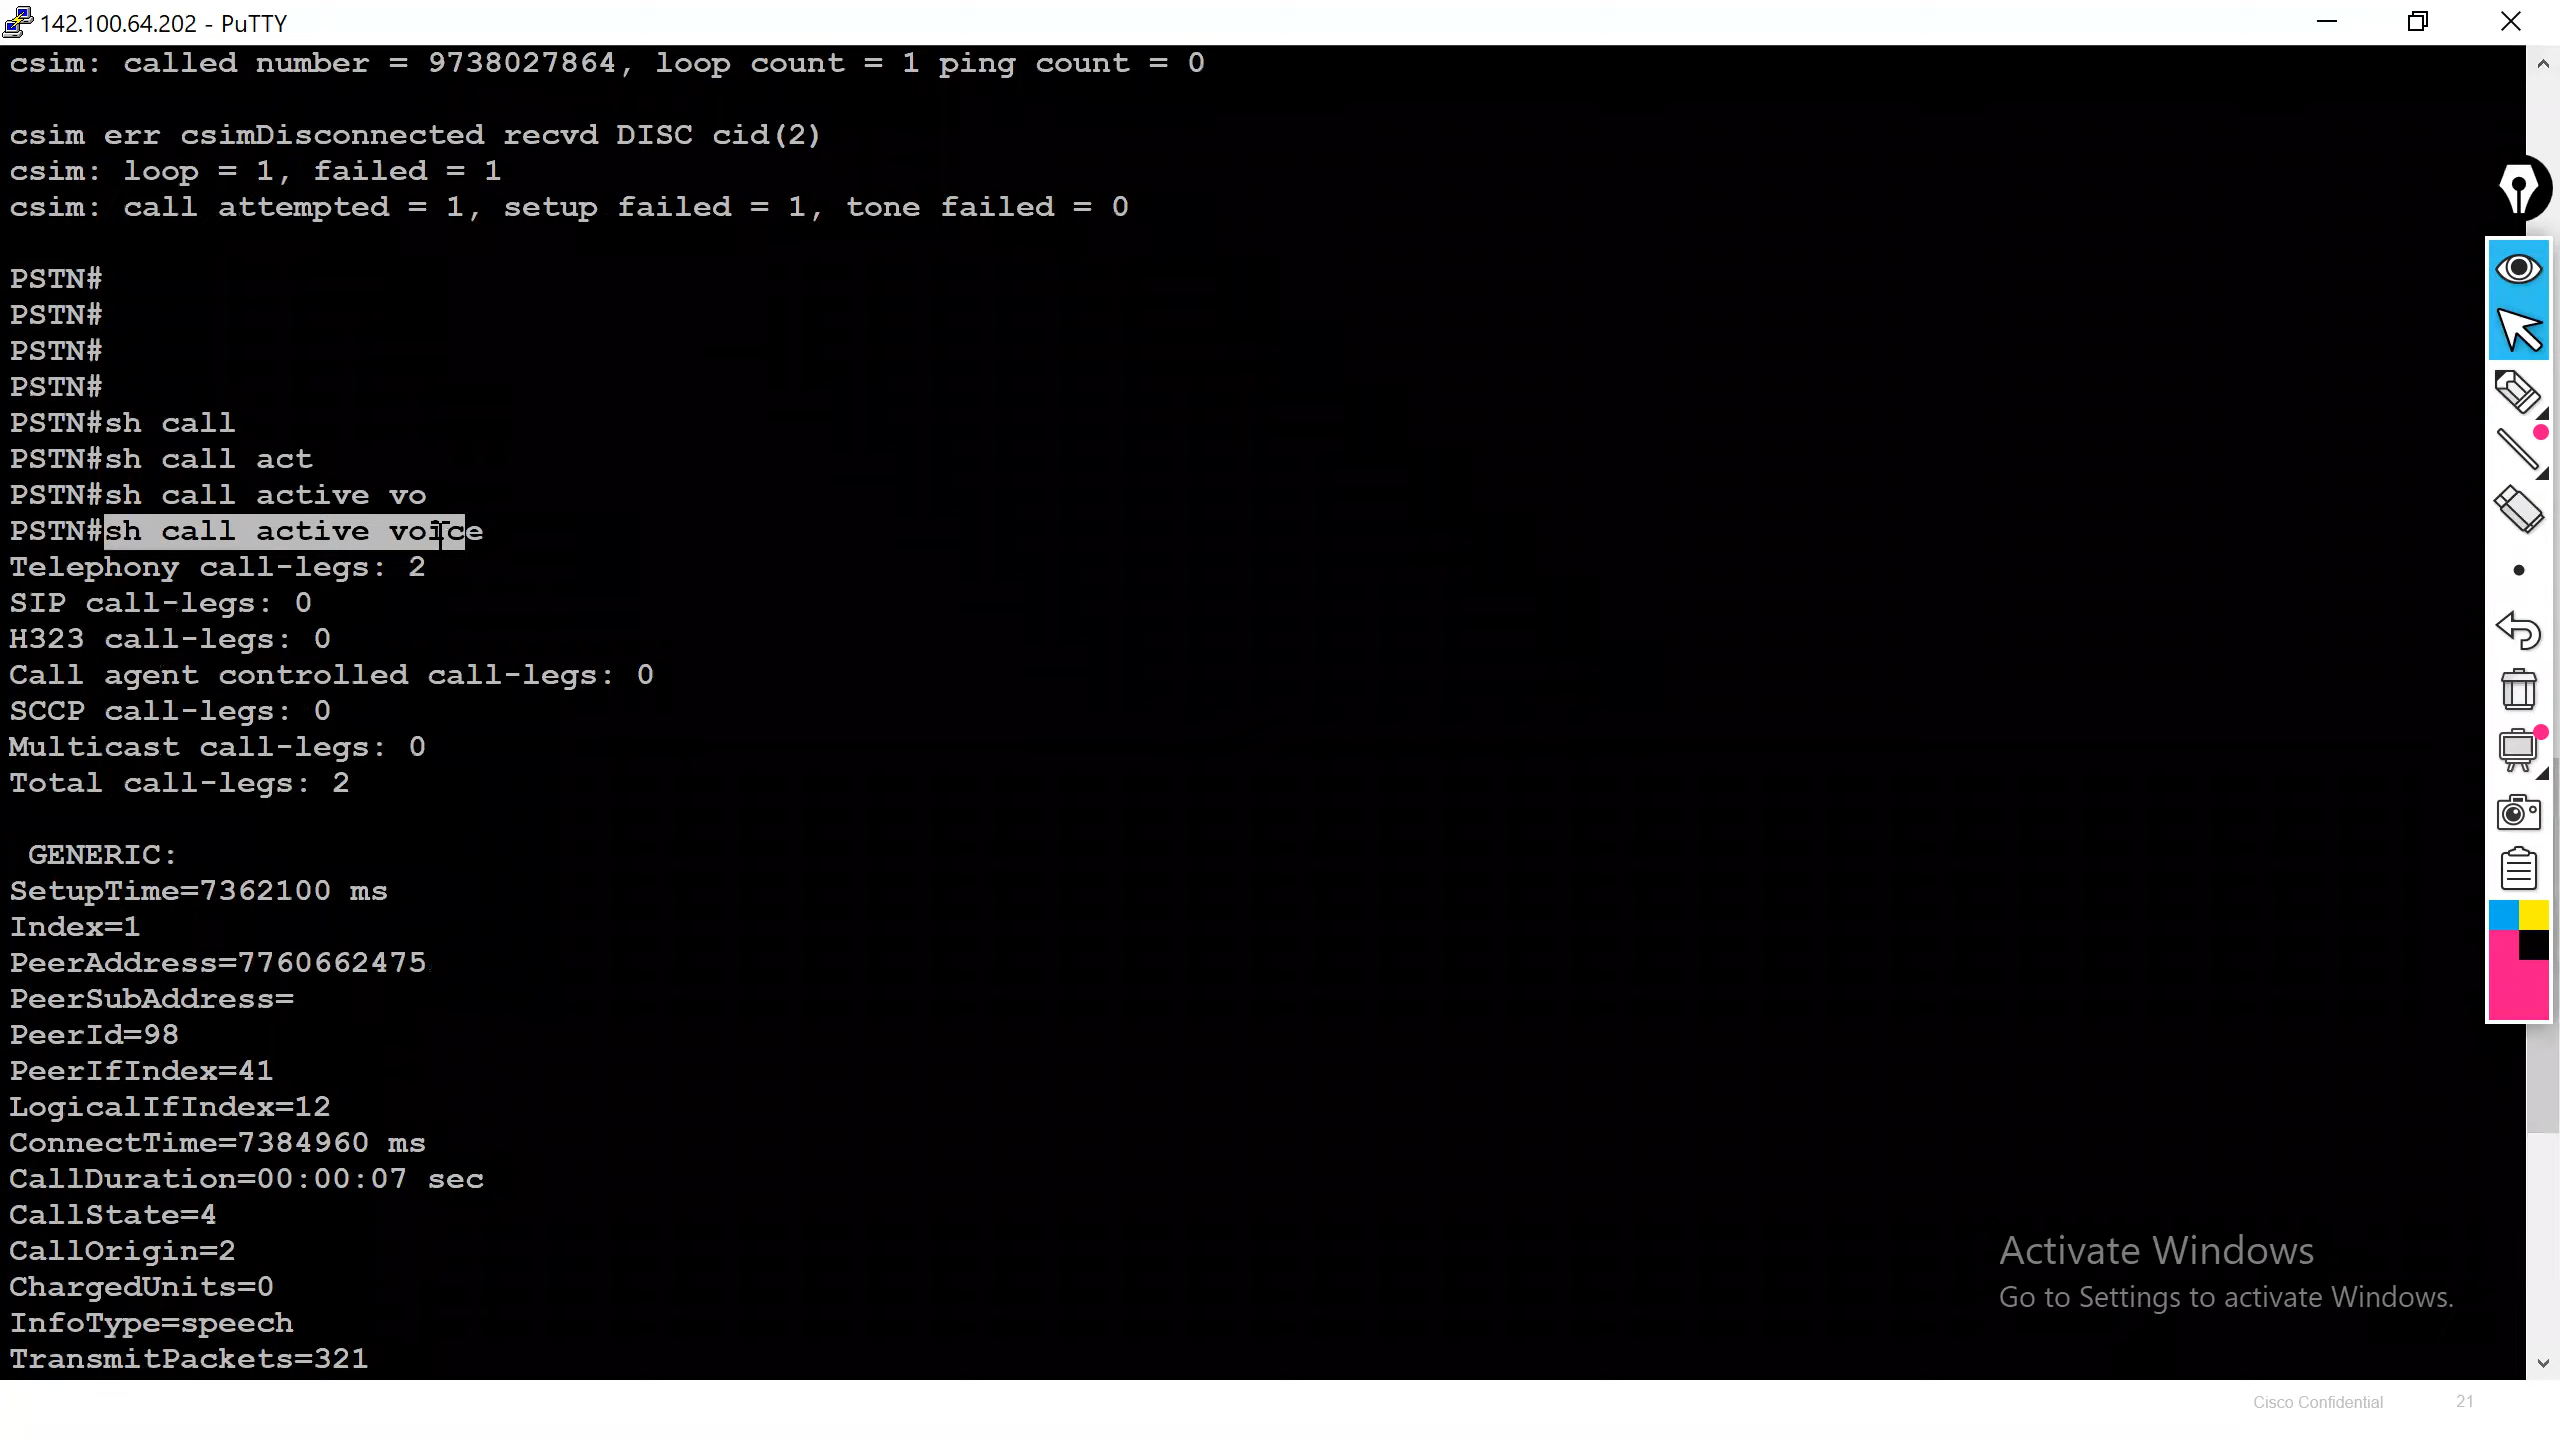 142.100.64.202 - PuTTY
csim: called number = 9738027864, loop count = 1 ping count = 0
csim err csimDisconnected recvd DISC cid(2)
csim: loop = 1, failed = 1
csim: call attempted = 1, setup failed = 1, tone failed = 0
PSTN#
PSTN#
PSTN#
PSTN#
PSTN#sh call
PSTN#sh call act
PSTN#sh call active vo
PSTN#sh call active voice
Telephony call-legs: 2
SIP call-legs: 0
H323 call-legs: 0
Call agent controlled call-legs: 0
SCCP call-legs: 0
Multicast call-legs: 0
Total call-legs: 2
GENERIC:
SetupTime=7362100 ms
Index=1
PeerAddress=7760662475
PeerSubAddress=
PeerId=98
PeerIfIndex=41
LogicalIfIndex=12
ConnectTime=7384960 ms
CallDuration=00:00:07 sec
CallState=4
CallOrigin=2
ChargedUnits=0
InfoType=speech
TransmitPackets=321
Activate Windows
Go to Settings to activate Windows.
Cisco Confidential 21